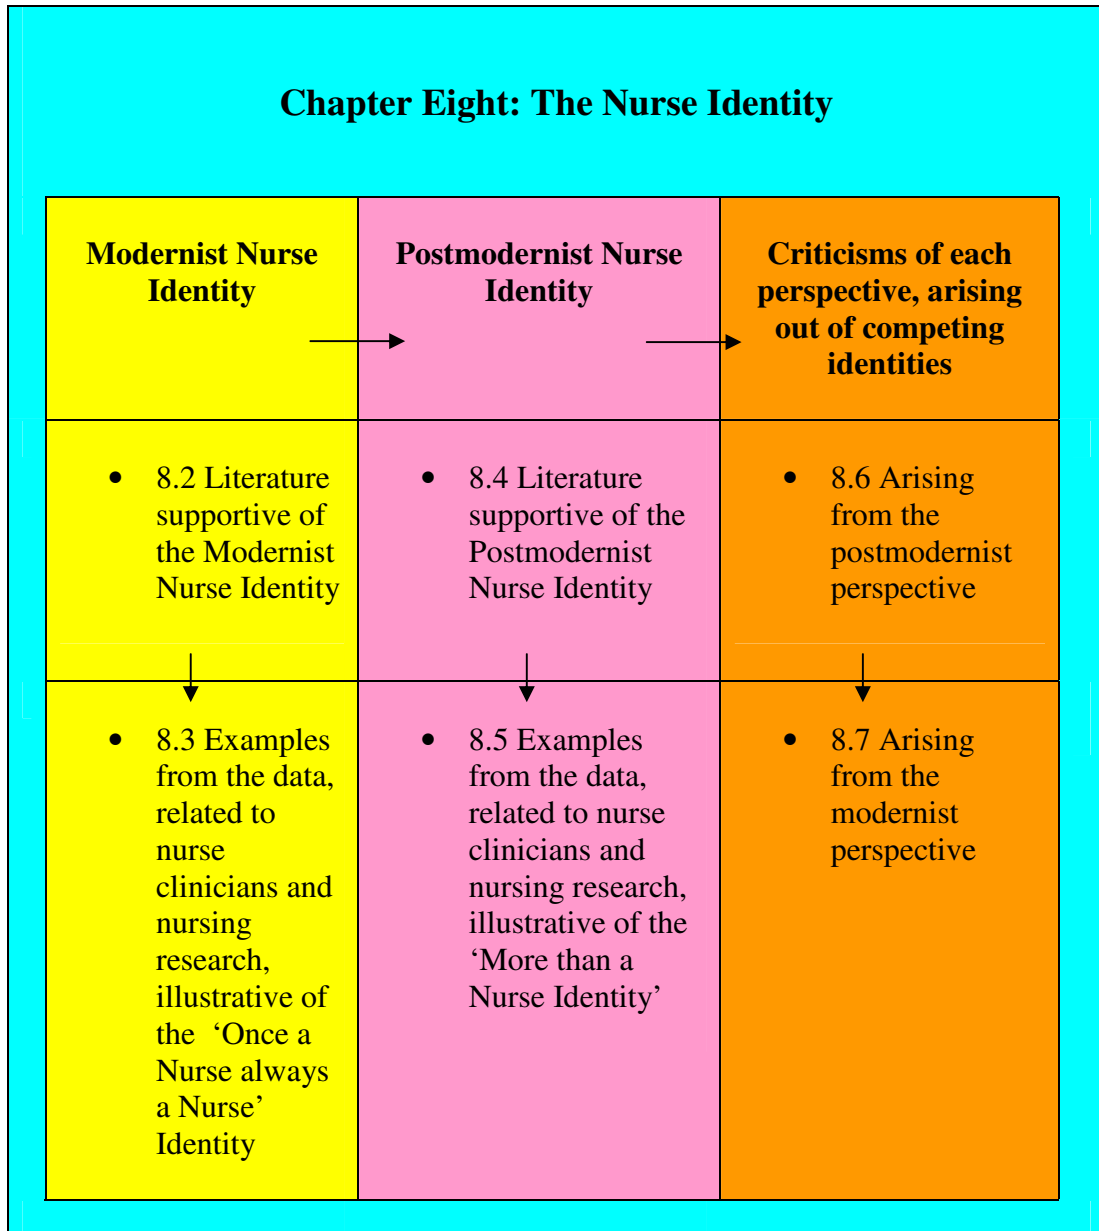 Chapter Eight: The Nurse Identity
Modernist Nurse
Identity
Postmodernist Nurse
Identity
Criticisms of each
perspective, arising
out of competing
identities
• 8.2 Literature
supportive of
the Modernist
Nurse Identity
• 8.4 Literature
supportive of the
Postmodernist
Nurse Identity
• 8.6 Arising
from the
postmodernist
perspective
• 8.3 Examples
from the data,
related to
nurse
clinicians and
nursing
research,
illustrative of
the ‘Once a
Nurse always
a Nurse’
Identity
• 8.5 Examples
from the data,
related to nurse
clinicians and
nursing research,
illustrative of the
‘More than a
Nurse Identity’
• 8.7 Arising
from the
modernist
perspective